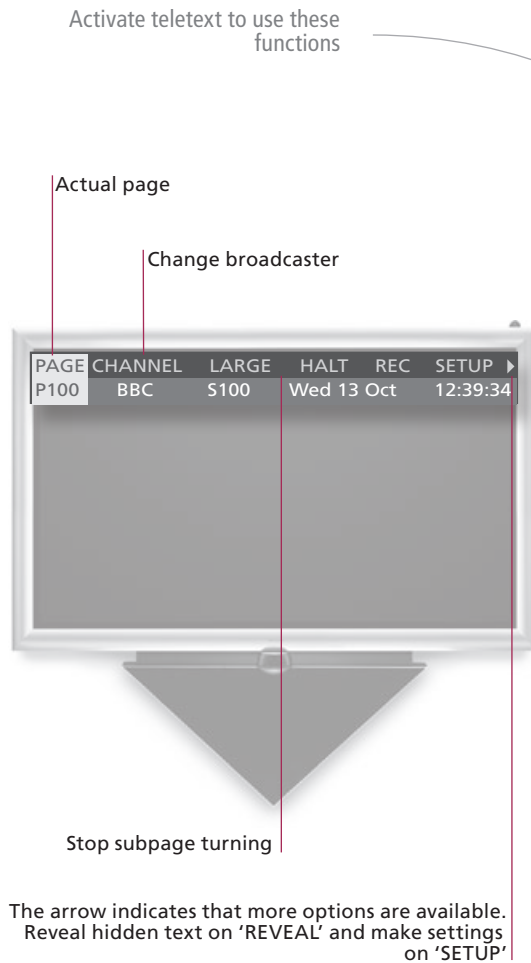 Activate teletext to use these
functions
Actual page
Change broadcaster
PAGE CHANNEL LARGE HALT REC SETUP
P100 BBC S100 Wed 13 Oct 12:39:34
Stop subpage turning
The arrow indicates that more options are available.
Reveal hidden text on ‘REVEAL’ and make settings
on ‘SETUP’